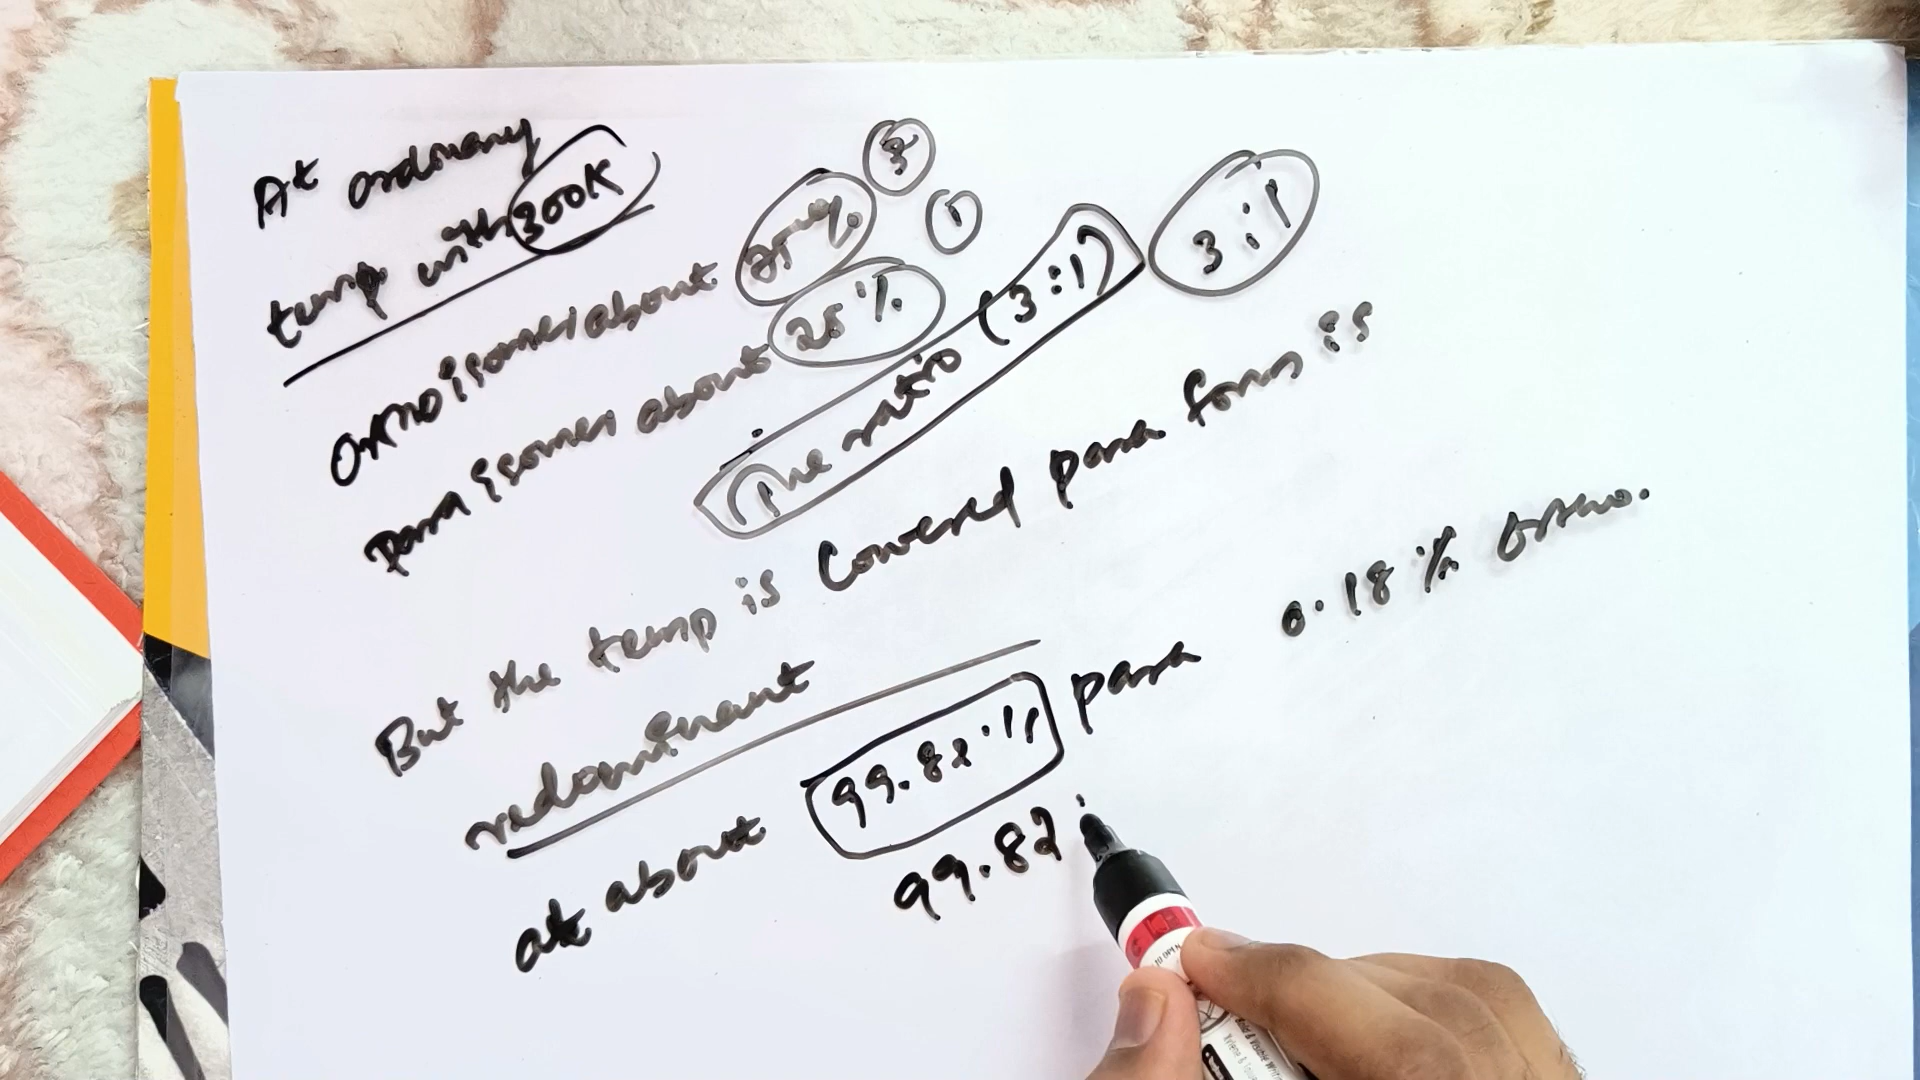 At ordinary
temp with 300K
Ortho isomer about 75%. 3
para isomer about 25% 1
The ratio (3:1) 3:1
But the temp is Lowered para form is
redominant
at about 99.82% para 0.18% ortho.
99.82